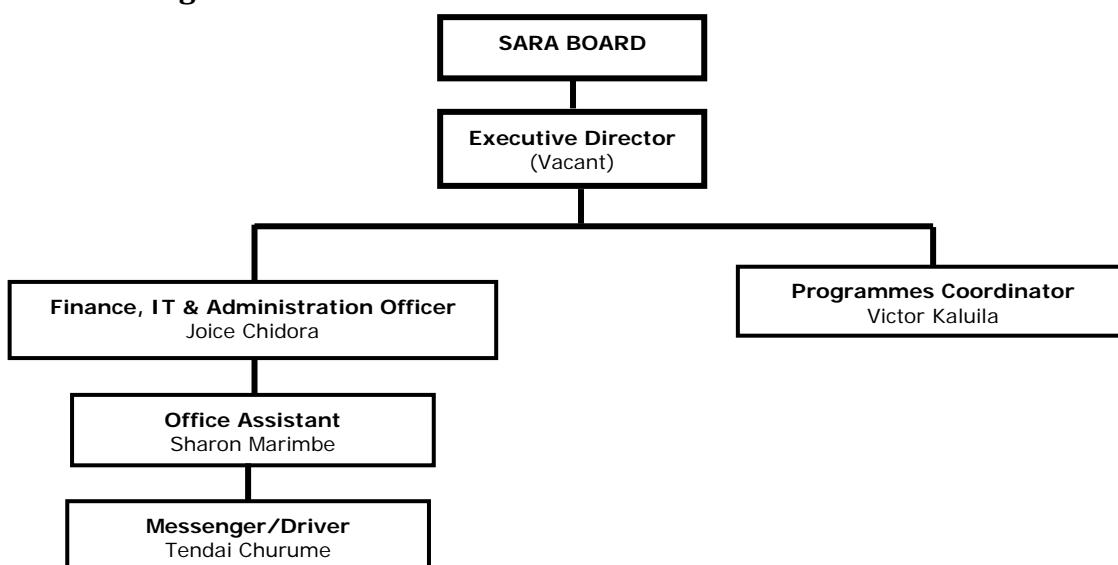 SARA BOARD
Executive Director
(Vacant)
Finance, IT & Administration Officer
Joice Chidora
Programmes Coordinator
Victor Kaluila
Office Assistant
Sharon Marimbe
Messenger/Driver
Tendai Churume